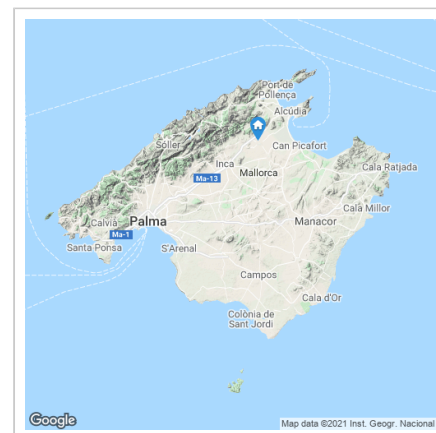 Port de
Pollença
Alcúdia
Sóller
Inca
Can Picafort
Mallorca
Ma-13
Cala Ratjada
Cala Millor
Calvià
Palma
Manacor
Ma-1
Santa Ponsa
S'Arenal
Campos
Cala d'Or
Colònia de
Sant Jordi
Google
Map data ©2021 Inst. Geogr. Nacional